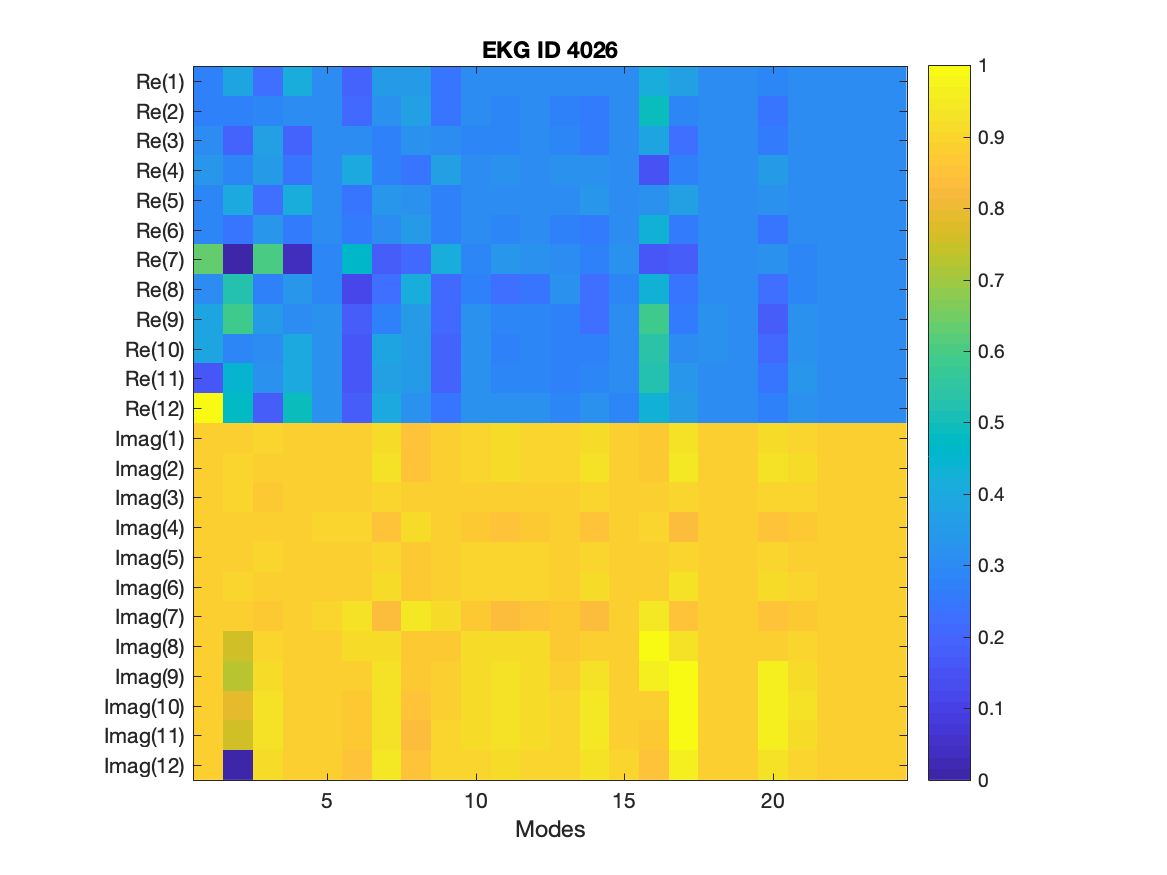 EKG ID 4026
Re(1)
Re(2)
Re(3)
Re(4)
Re(5)
Re(6)
Re(7)
Re(8)
Re(9)
Re(10)
Re(11)
Re(12)
Imag(1)
Imag(2)
Imag(3)
Imag(4)
Imag(5)
Imag(6)
Imag(7)
Imag(8)
Imag(9)
Imag(10)
Imag(11)
Imag(12)
5 10 15 20
Modes
1
0.9
0.8
0.7
0.6
0.5
0.4
0.3
0.2
0.1
0